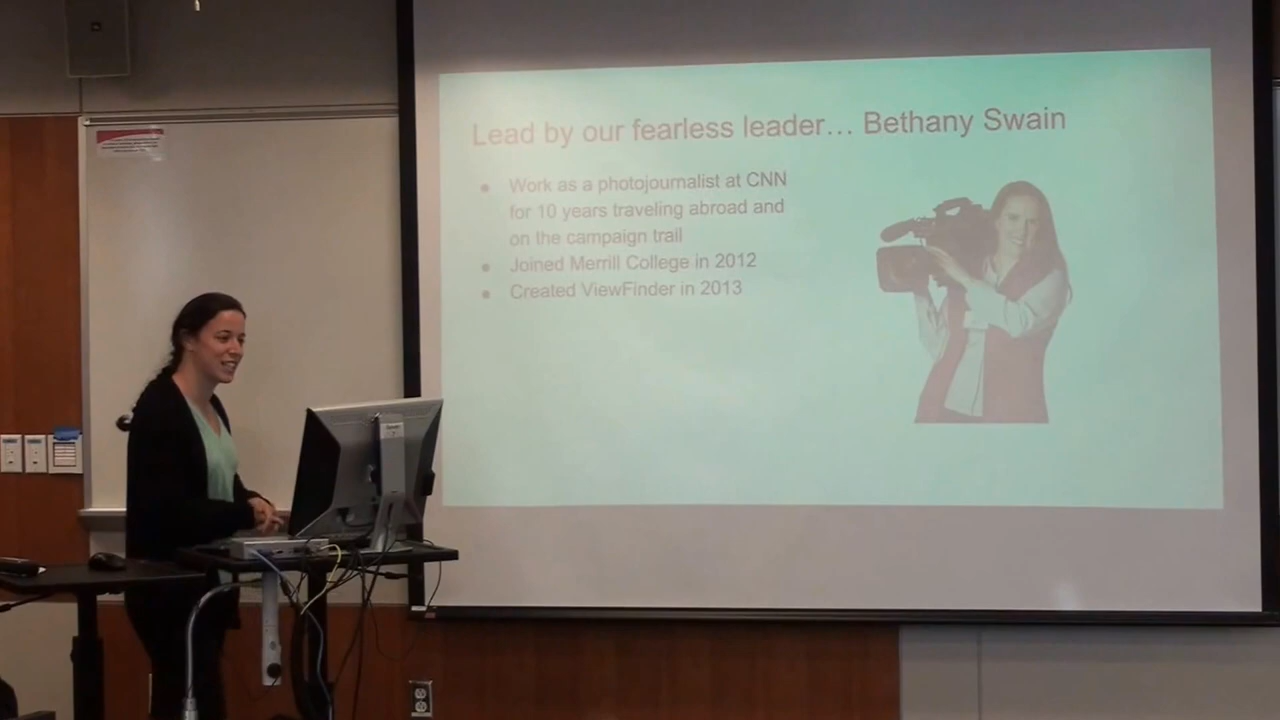 Lead by our fearless leader… Bethany Swain
● Work as a photojournalist at CNN
for 10 years traveling abroad and
on the campaign trail
● Joined Merrill College in 2012
● Created ViewFinder in 2013